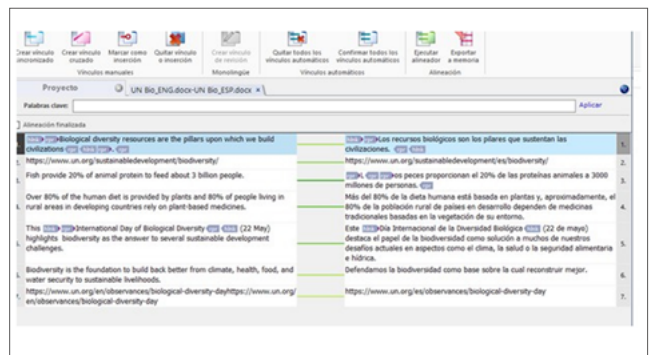 Crear vínculo sincronizado
Crear vínculo cruzado
Marcar como inserción
Quitar vínculo o inserción
Crear vínculo de revisión
Quitar todos los vínculos automáticos
Confirmar todos los vínculos automáticos
Ejecutar alineador
Exportar a memoria
Vínculos manuales
Monolingüe
Vínculos automáticos
Alineación
Proyecto
UN Bio_ENG.docx-UN Bio_ESP.docx ×
Palabras clave:
Aplicar
Alineación finalizada
Biological diversity resources are the pillars upon which we build
civilizations .
Los recursos biológicos son los pilares que sustentan las
civilizaciones.
1.
https://www.un.org/sustainabledevelopment/biodiversity/
https://www.un.org/sustainabledevelopment/es/biodiversity/
2.
Fish provide 20% of animal protein to feed about 3 billion people.
os peces proporcionan el 20% de las proteínas animales a 3000
millones de personas.
3.
Over 80% of the human diet is provided by plants and 80% of people living in
rural areas in developing countries rely on plant-based medicines.
Más del 80% de la dieta humana está basada en plantas y, aproximadamente, el
80% de la población rural de países en desarrollo dependen de medicinas
tradicionales basadas en la vegetación de su entorno.
4.
This International Day of Biological Diversity (22 May)
highlights biodiversity as the answer to several sustainable development
challenges.
Este Día Internacional de la Diversidad Biológica (22 de mayo)
destaca el papel de la biodiversidad como solución a muchos de nuestros
desafíos actuales en aspectos como el clima, la salud o la seguridad alimentaria
e hídrica.
5.
Biodiversity is the foundation to build back better from climate, health, food, and
water security to sustainable livelihoods.
Defendamos la biodiversidad como base sobre la cual reconstruir mejor.
6.
https://www.un.org/en/observances/biological-diversity-dayhttps://www.un.org/
en/observances/biological-diversity-day
https://www.un.org/es/observances/biological-diversity-day
7.